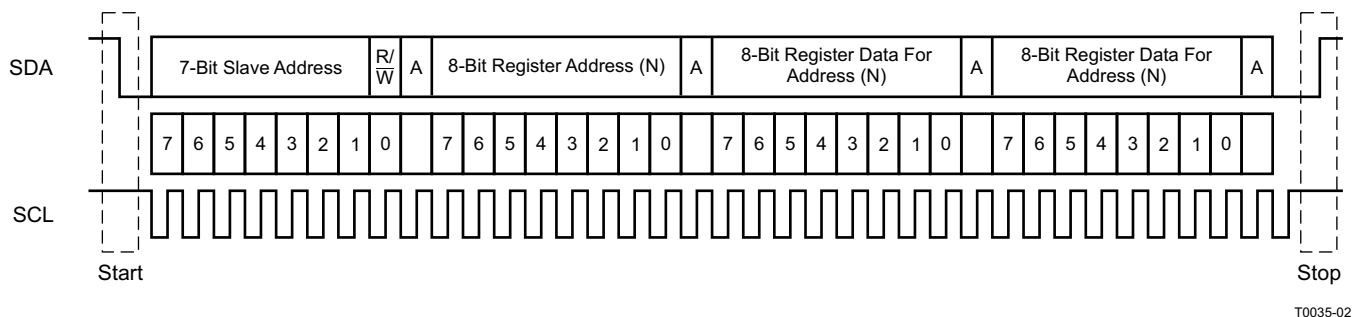 SDA
7-Bit Slave Address
R/
W
A
8-Bit Register Address (N)
A
8-Bit Register Data For
Address (N)
A
8-Bit Register Data For
Address (N)
A
7 6 5 4 3 2 1 0 7 6 5 4 3 2 1 0 7 6 5 4 3 2 1 0 7 6 5 4 3 2 1 0
SCL
Start
Stop
T0035-02